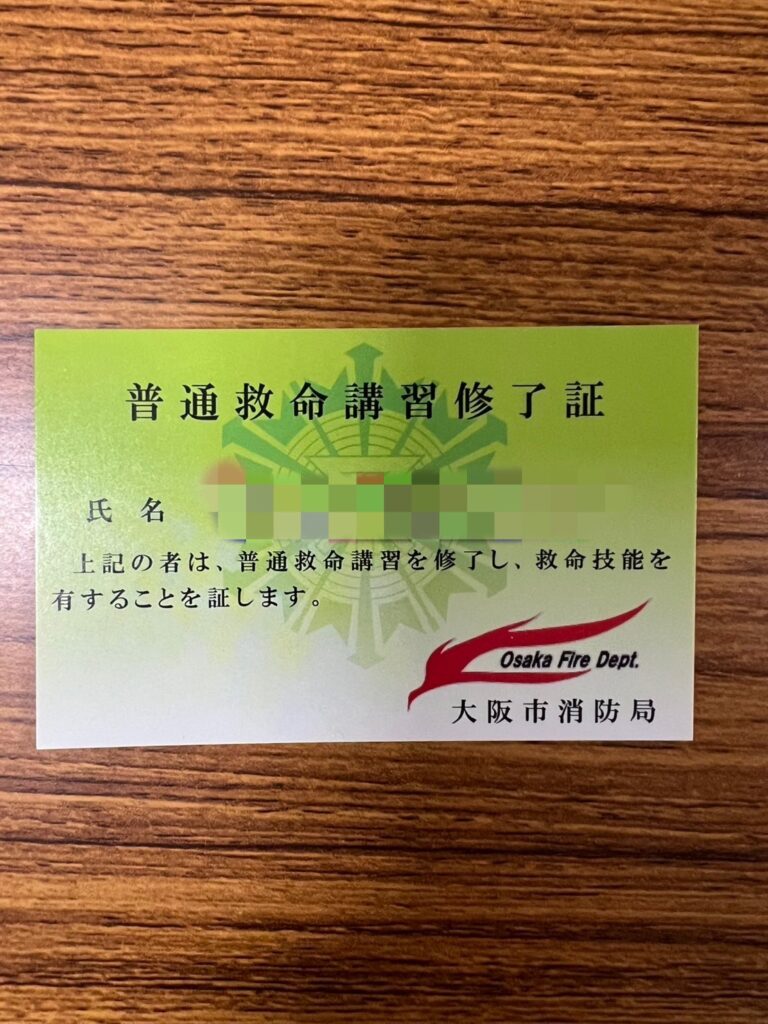 普通救命講習修了証
氏名
上記の者は、普通救命講習を修了し、救命技能を
有することを証します。
Osaka Fire Dept.
大阪市消防局